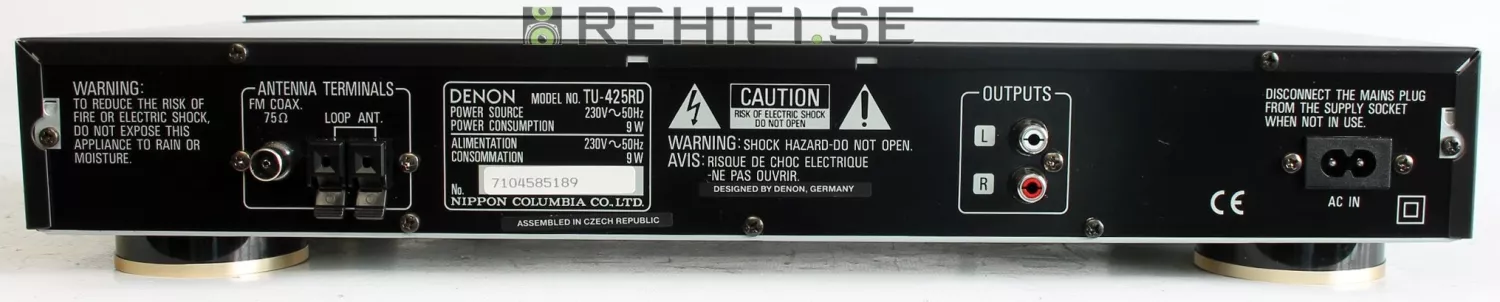 REHIFI.SE
WARNING:
TO REDUCE THE RISK OF
FIRE OR ELECTRIC SHOCK,
DO NOT EXPOSE THIS
APPLIANCE TO RAIN OR
MOISTURE.
ANTENNA TERMINALS
FM COAX.
75Ω
LOOP ANT.
DENON MODEL NO. TU-425RD
POWER SOURCE 230V~50Hz
POWER CONSUMPTION 9W
ALIMENTATION 230V~50Hz
CONSOMMATION 9W
No. 7104585189
NIPPON COLUMBIA CO., LTD.
ASSEMBLED IN CZECH REPUBLIC
CAUTION
RISK OF ELECTRIC SHOCK
DO NOT OPEN
WARNING: SHOCK HAZARD-DO NOT OPEN.
AVIS: RISQUE DE CHOC ELECTRIQUE
-NE PAS OUVRIR.
DESIGNED BY DENON, GERMANY
OUTPUTS
L
R
DISCONNECT THE MAINS PLUG
FROM THE SUPPLY SOCKET
WHEN NOT IN USE.
CE
AC IN